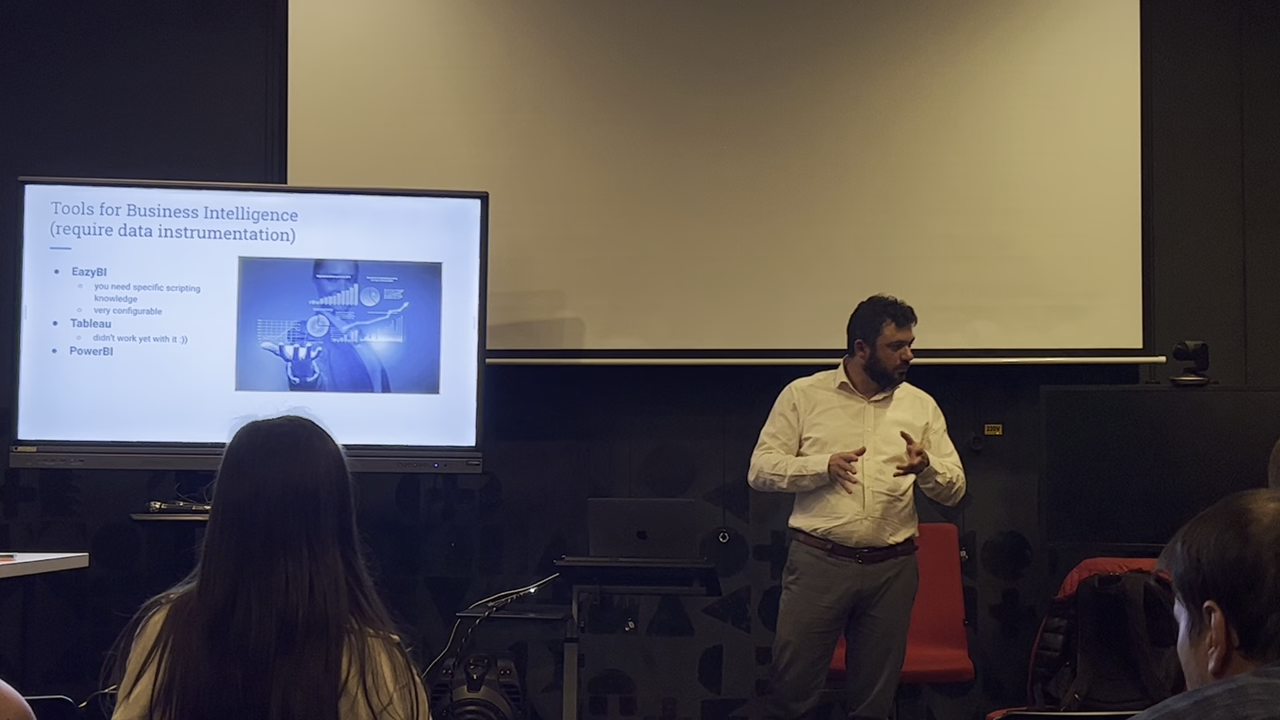 Tools for Business Intelligence
(require data instrumentation)
EazyBI
you need specific scripting
knowledge
very configurable
Tableau
didn't work yet with it :))
PowerBI